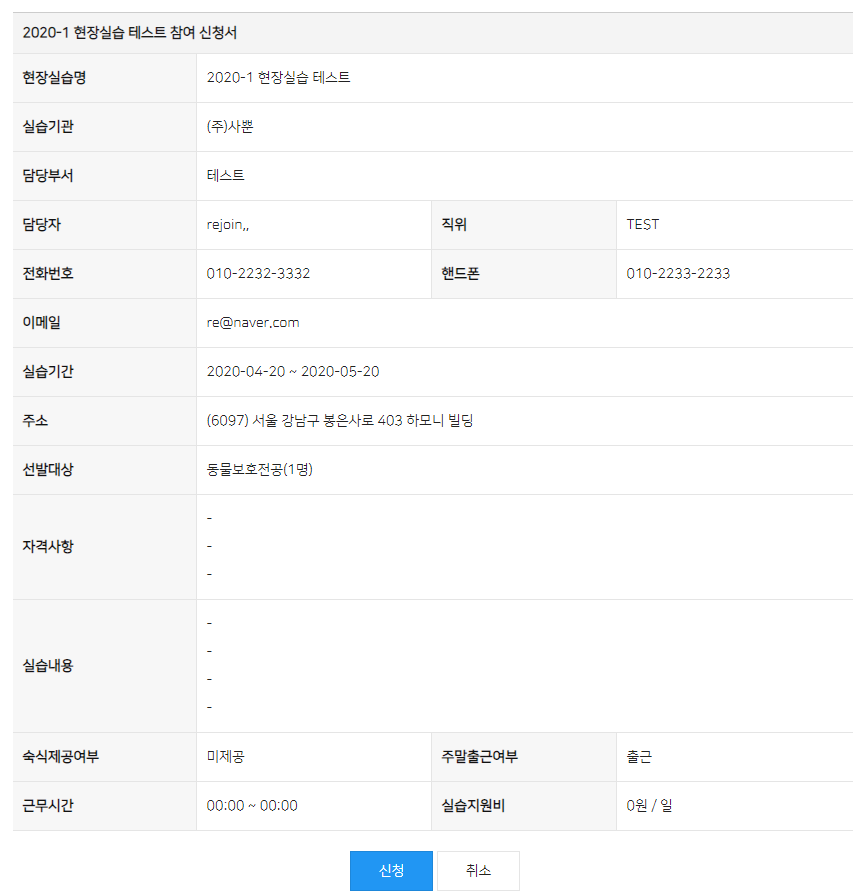 2020-1 현장실습 테스트 참여 신청서
현장실습명 2020-1 현장실습 테스트
실습기관 (주)사뿐
담당부서 테스트
담당자 rejoin,, 직위 TEST
전화번호 010-2232-3332 핸드폰 010-2233-2233
이메일 re@naver.com
실습기간 2020-04-20 ~ 2020-05-20
주소 (6097) 서울 강남구 봉은사로 403 하모니 빌딩
선발대상 동물보호전공(1명)
자격사항 -
-
-
실습내용 -
-
-
-
숙식제공여부 미제공 주말출근여부 출근
근무시간 00:00 ~ 00:00 실습지원비 0원 / 일
신청 취소